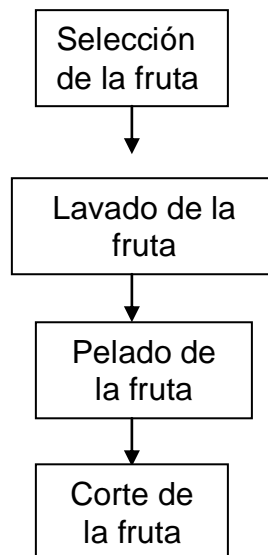 Selección
de la fruta
Lavado de la
fruta
Pelado de
la fruta
Corte de
la fruta